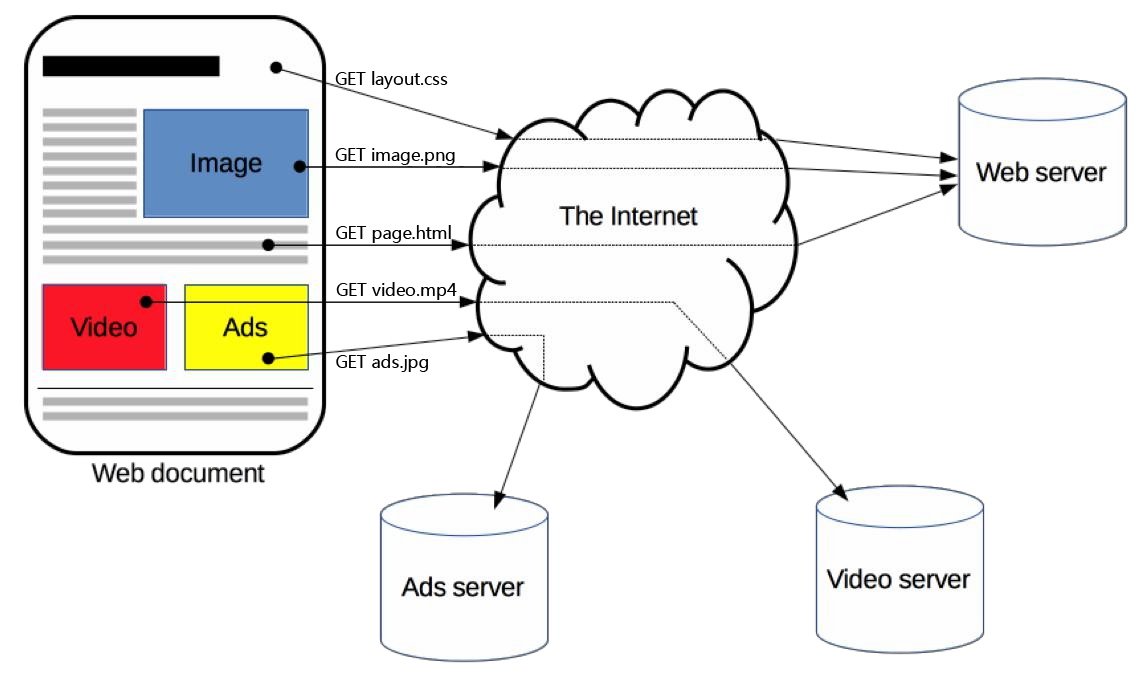 GET layout.css
Image
GET image.png
Web server
The Internet
GET page.html
GET video.mp4
Video
Ads
GET ads.jpg
Web document
Ads server
Video server